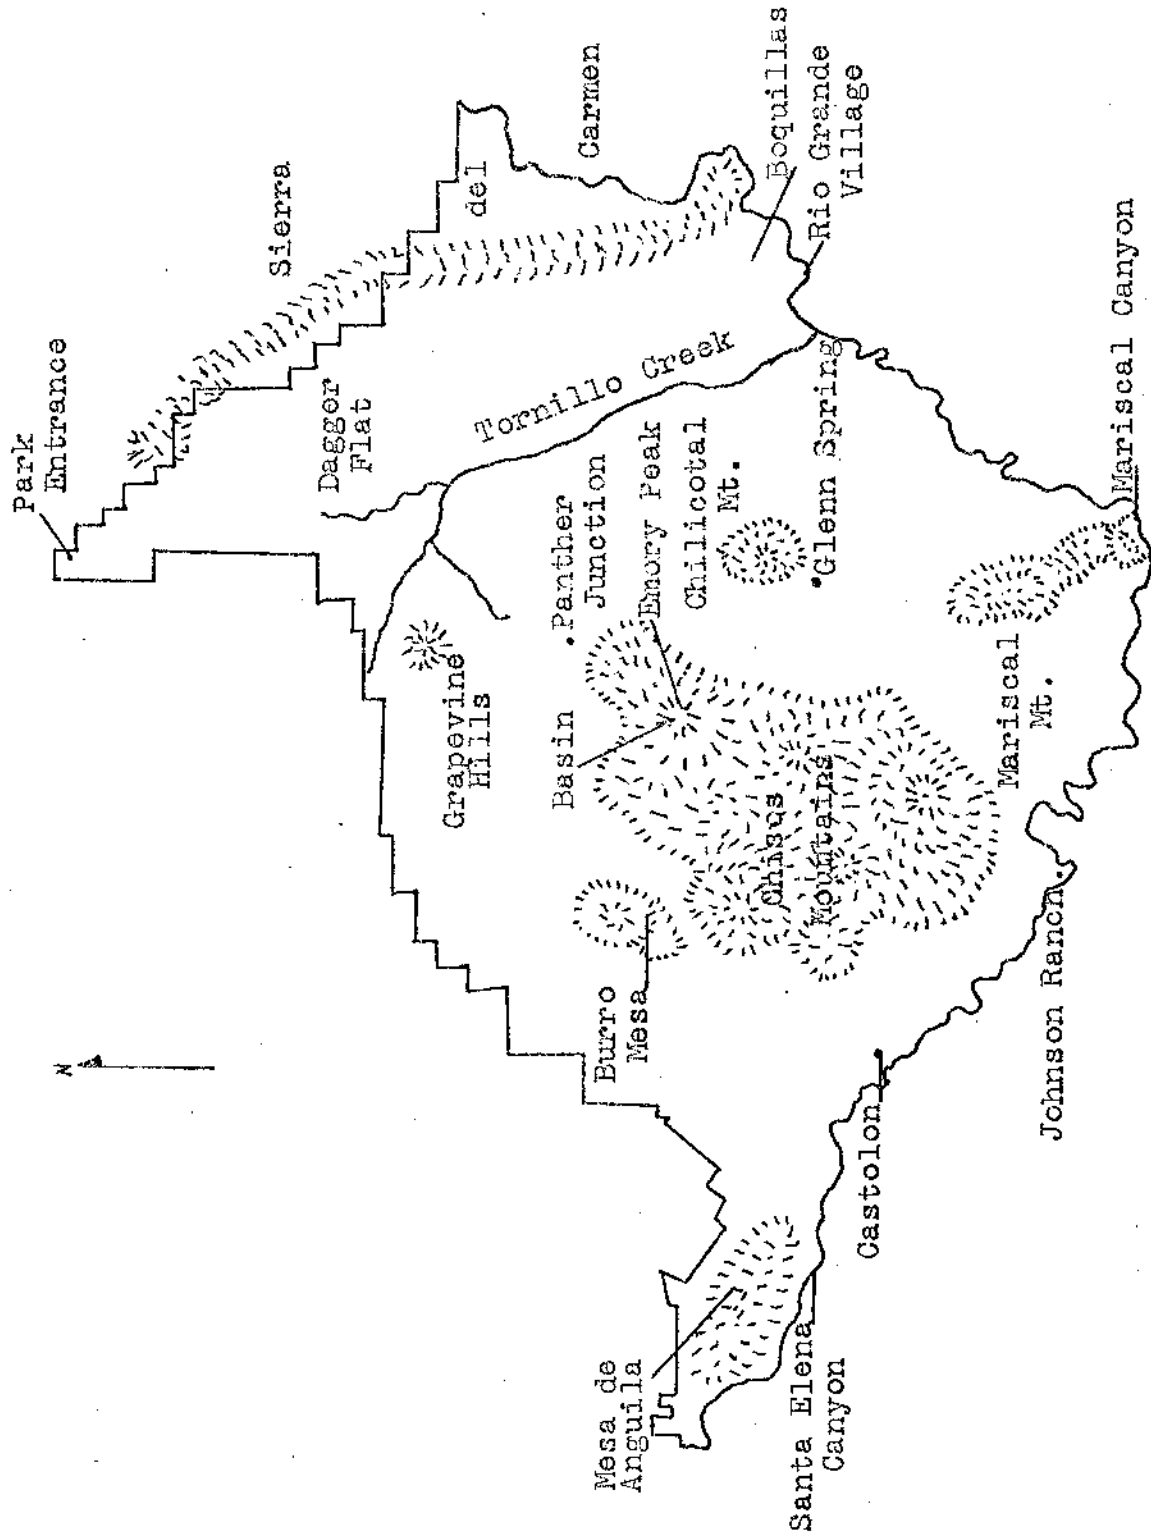 Park
Entrance
N
Sierra
del
Carmen
Dagger
Flat
Tornillo Creek
Grapevine
Hills
Panther
Junction
Basin
Emory Peak
Chilicotal
Mt.
Burro
Mesa
Chisos
Mountains
Glenn Spring
Boquillas
Rio Grande
Village
Mesa de
Anguila
Santa Elena
Canyon
Castolon
Johnson Ranch
Mariscal
Mt.
Mariscal Canyon